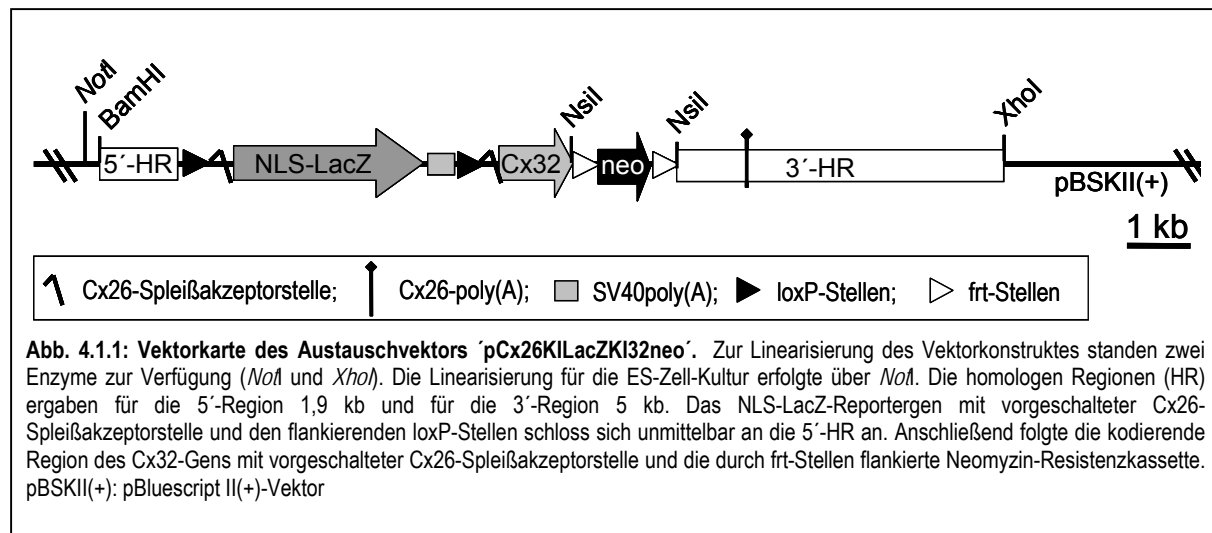 NotI
BamHI
NsiI
NsiI
XhoI
5´-HR
NLS-LacZ
Cx32
neo
3´-HR
pBSKII(+)
1 kb
Cx26-Spleißakzeptorstelle;
Cx26-poly(A);
SV40poly(A);
loxP-Stellen;
frt-Stellen
Abb. 4.1.1: Vektorkarte des Austauschvektors ´pCx26KILacZKI32neo´. Zur Linearisierung des Vektorkonstruktes standen zwei
Enzyme zur Verfügung (NotI und XhoI). Die Linearisierung für die ES-Zell-Kultur erfolgte über NotI. Die homologen Regionen (HR)
ergaben für die 5´-Region 1,9 kb und für die 3´-Region 5 kb. Das NLS-LacZ-Reportergen mit vorgeschalteter Cx26-
Spleißakzeptorstelle und den flankierenden loxP-Stellen schloss sich unmittelbar an die 5´-HR an. Anschließend folgte die kodierende
Region des Cx32-Gens mit vorgeschalteter Cx26-Spleißakzeptorstelle und die durch frt-Stellen flankierte Neomyzin-Resistenzkassette.
pBSKII(+): pBluescript II(+)-Vektor